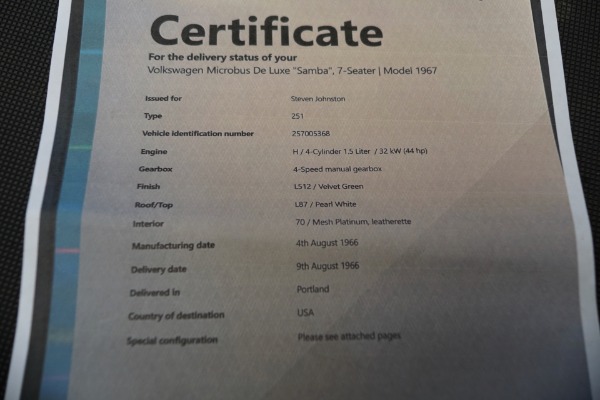 Certificate
For the delivery status of your
Volkswagen Microbus De Luxe "Samba", 7-Seater | Model 1967
Issued for Steven Johnston
Type 251
Vehicle identification number 257005368
Engine H / 4-Cylinder 1.5 Liter / 32 kW (44 hp)
Gearbox 4-Speed manual gearbox
Finish L512 / Velvet Green
Roof/Top L87 / Pearl White
Interior 70 / Mesh Platinum, leatherette
Manufacturing date 4th August 1966
Delivery date 9th August 1966
Delivered in Portland
Country of destination USA
Special configuration Please see attached pages